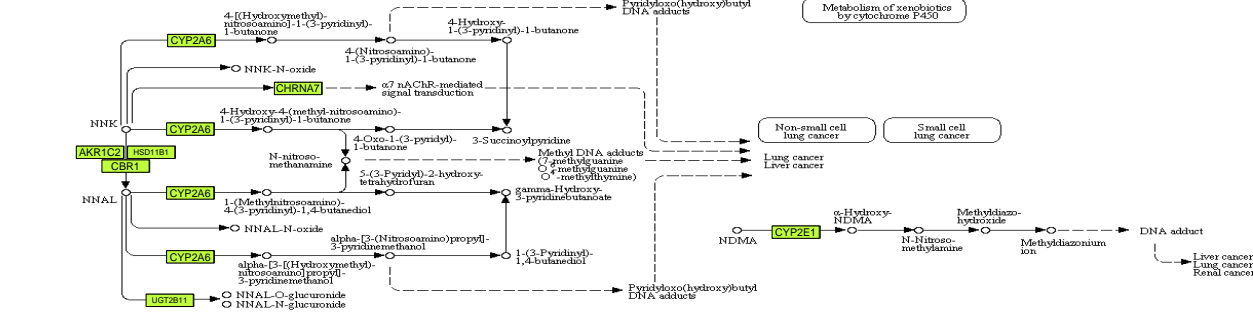 Pyridyloxo(hydroxy)butyl
DNA adducts
Metabolism of xenobiotics
by cytochrome P450
4-[(Hydroxymethyl)-
nitrosoamino]-1-(3-pyridinyl)-
1-butanone
CYP2A6
4-(Nitrosoamino)-
1-(3-pyridinyl)-1-butanone
4-Hydroxy-
1-(3-pyridinyl)-1-butanone
NNK-N-oxide
CHRNA7
α7 nAChR-mediated
signal transduction
NNK
4-Hydroxy-4-(methyl-nitrosoamino)-
1-(3-pyridinyl)-1-butanone
CYP2A6
4-Oxo-1-(3-pyridyl)-
1-butanone
3-Succinoylpyridine
AKR1C2
HSD11B1
CBR1
N-nitroso-
methanamine
Methyl DNA adducts
(7-methylguanine
O6-methylguanine
O4-methylthymine)
Non-small cell
lung cancer
Small cell
lung cancer
Lung cancer
Liver cancer
5-(3-Pyridyl)-2-hydroxy-
tetrahydrofuran
NNAL
CYP2A6
1-(Methylnitrosoamino)-
4-(3-pyridinyl)-1,4-butanediol
gamma-Hydroxy-
3-pyridinebutanoate
NNAL-N-oxide
CYP2A6
alpha-[3-[(Hydroxymethyl)-
nitrosoamino]propyl]-
3-pyridinemethanol
alpha-[3-(Nitrosoamino)propyl]-
3-pyridinemethanol
1-(3-Pyridinyl)-
1,4-butanediol
UGT2B11
NNAL-O-glucuronide
NNAL-N-glucuronide
Pyridyloxo(hydroxy)butyl
DNA adducts
NDMA
CYP2E1
α-Hydroxy-
NDMA
N-Nitroso-
methylamine
Methyldiazo-
hydroxide
Methyldiazonium
ion
DNA adduct
Liver cancer
Lung cancer
Renal cancer